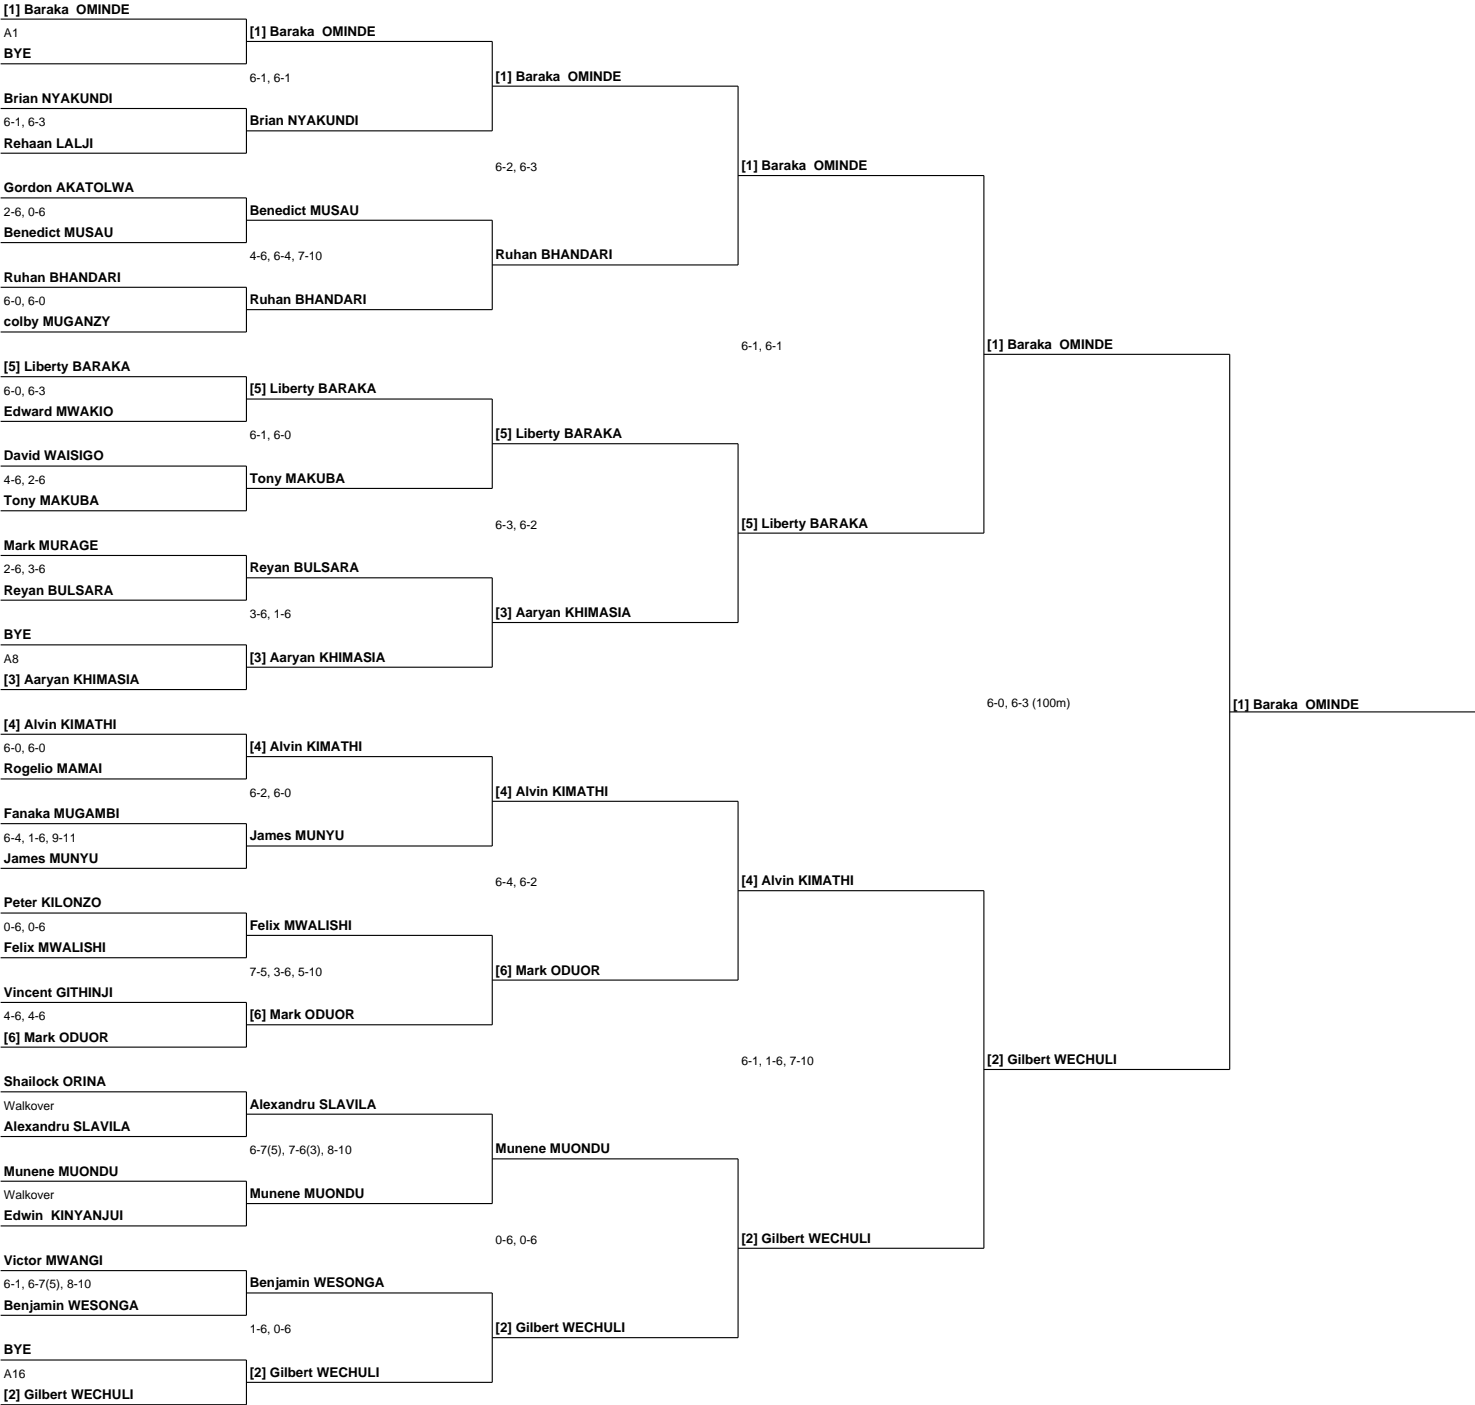 [1] Baraka  OMINDE
A1
BYE
Brian NYAKUNDI
6-1, 6-3
Rehaan LALJI
Gordon AKATOLWA
2-6, 0-6
Benedict MUSAU
Ruhan BHANDARI
6-0, 6-0
colby MUGANZY
[5] Liberty BARAKA
6-0, 6-3
Edward MWAKIO
David WAISIGO
4-6, 2-6
Tony MAKUBA
Mark MURAGE
2-6, 3-6
Reyan BULSARA
BYE
A8
[3] Aaryan KHIMASIA
[4] Alvin KIMATHI
6-0, 6-0
Rogelio MAMAI
Fanaka MUGAMBI
6-4, 1-6, 9-11
James MUNYU
Peter KILONZO
0-6, 0-6
Felix MWALISHI
Vincent GITHINJI
4-6, 4-6
[6] Mark ODUOR
Shailock ORINA
Walkover
Alexandru SLAVILA
Munene MUONDU
Walkover
Edwin  KINYANJUI
Victor MWANGI
6-1, 6-7(5), 8-10
Benjamin WESONGA
BYE
A16
[2] Gilbert WECHULI
[1] Baraka  OMINDE
6-1, 6-1
Brian NYAKUNDI
Benedict MUSAU
4-6, 6-4, 7-10
Ruhan BHANDARI
[5] Liberty BARAKA
6-1, 6-0
Tony MAKUBA
Reyan BULSARA
3-6, 1-6
[3] Aaryan KHIMASIA
[4] Alvin KIMATHI
6-2, 6-0
James MUNYU
Felix MWALISHI
7-5, 3-6, 5-10
[6] Mark ODUOR
Alexandru SLAVILA
6-7(5), 7-6(3), 8-10
Munene MUONDU
Benjamin WESONGA
1-6, 0-6
[2] Gilbert WECHULI
[1] Baraka  OMINDE
6-2, 6-3
Ruhan BHANDARI
[5] Liberty BARAKA
6-3, 6-2
[3] Aaryan KHIMASIA
[4] Alvin KIMATHI
6-4, 6-2
[6] Mark ODUOR
Munene MUONDU
0-6, 0-6
[2] Gilbert WECHULI
[1] Baraka  OMINDE
6-1, 6-1
[5] Liberty BARAKA
[4] Alvin KIMATHI
6-1, 1-6, 7-10
[2] Gilbert WECHULI
[1] Baraka  OMINDE
6-0, 6-3 (100m)
[2] Gilbert WECHULI
[1] Baraka  OMINDE